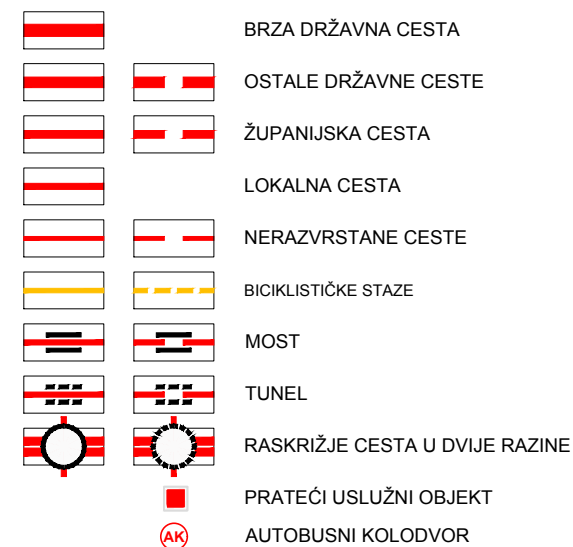 BRZA DRŽAVNA CESTA
OSTALE DRŽAVNE CESTE
ŽUPANIJSKA CESTA
LOKALNA CESTA
NERAZVRSTANE CESTE
BICIKLISTIČKE STAZE
MOST
TUNEL
RASKRIŽJE CESTA U DVIJE RAZINE
PRATEĆI USLUŽNI OBJEKT
AK AUTOBUSNI KOLODVOR